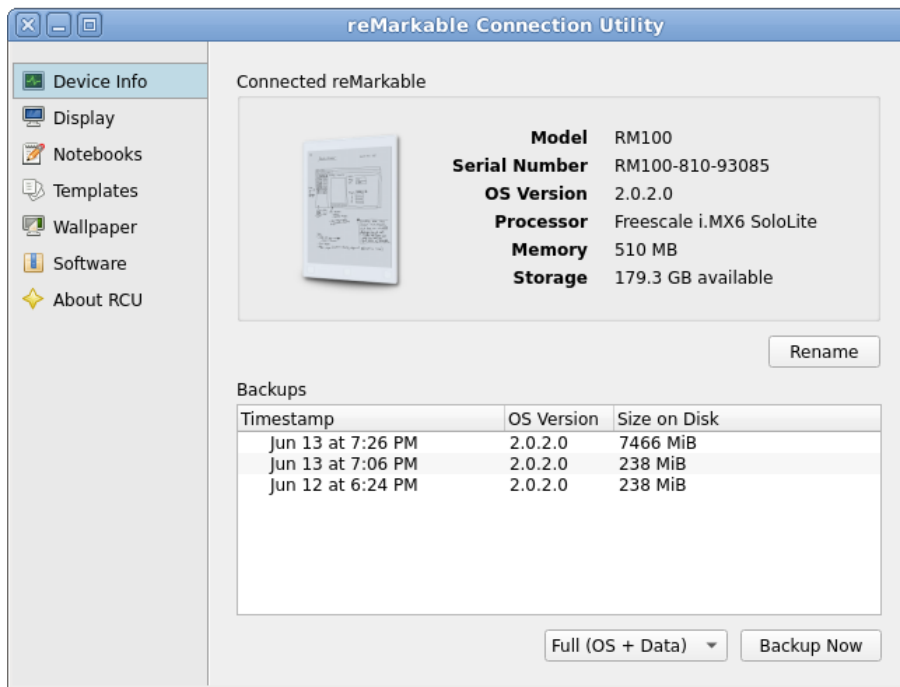 reMarkable Connection Utility
Device Info
Display
Notebooks
Templates
Wallpaper
Software
About RCU
Connected reMarkable
Model RM100
Serial Number RM100-810-93085
OS Version 2.0.2.0
Processor Freescale i.MX6 SoloLite
Memory 510 MB
Storage 179.3 GB available
Rename
Backups
Timestamp OS Version Size on Disk
Jun 13 at 7:26 PM 2.0.2.0 7466 MiB
Jun 13 at 7:06 PM 2.0.2.0 238 MiB
Jun 12 at 6:24 PM 2.0.2.0 238 MiB
Full (OS + Data) Backup Now